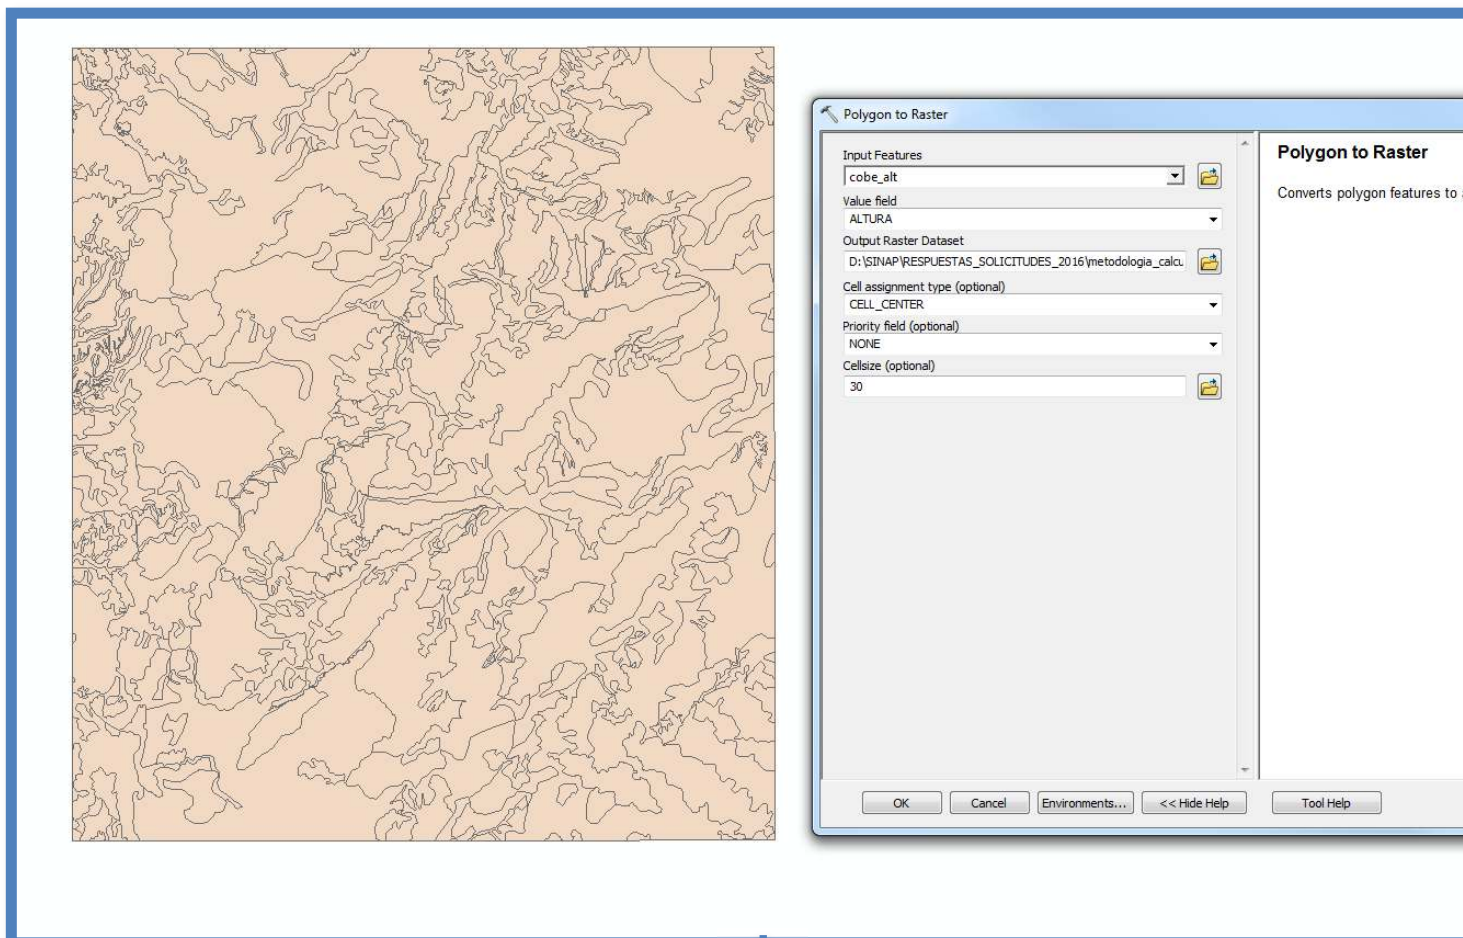 Polygon to Raster
Input Features
cobe_alt
Value field
ALTURA
Output Raster Dataset
D:\SINAP\RESPUESTAS_SOLICITUDES_2016\metodologia_calcu
Cell assignment type (optional)
CELL_CENTER
Priority field (optional)
NONE
Cellsize (optional)
30
OK
Cancel
Environments...
<< Hide Help
Polygon to Raster
Converts polygon features to
Tool Help